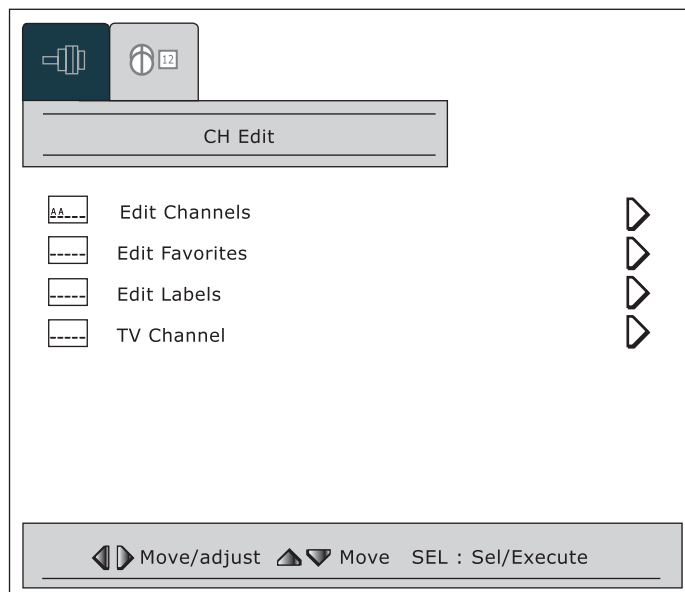 12
CH Edit
AA---
Edit Channels
-----
Edit Favorites
-----
Edit Labels
-----
TV Channel
Move/adjust Move SEL : Sel/Execute